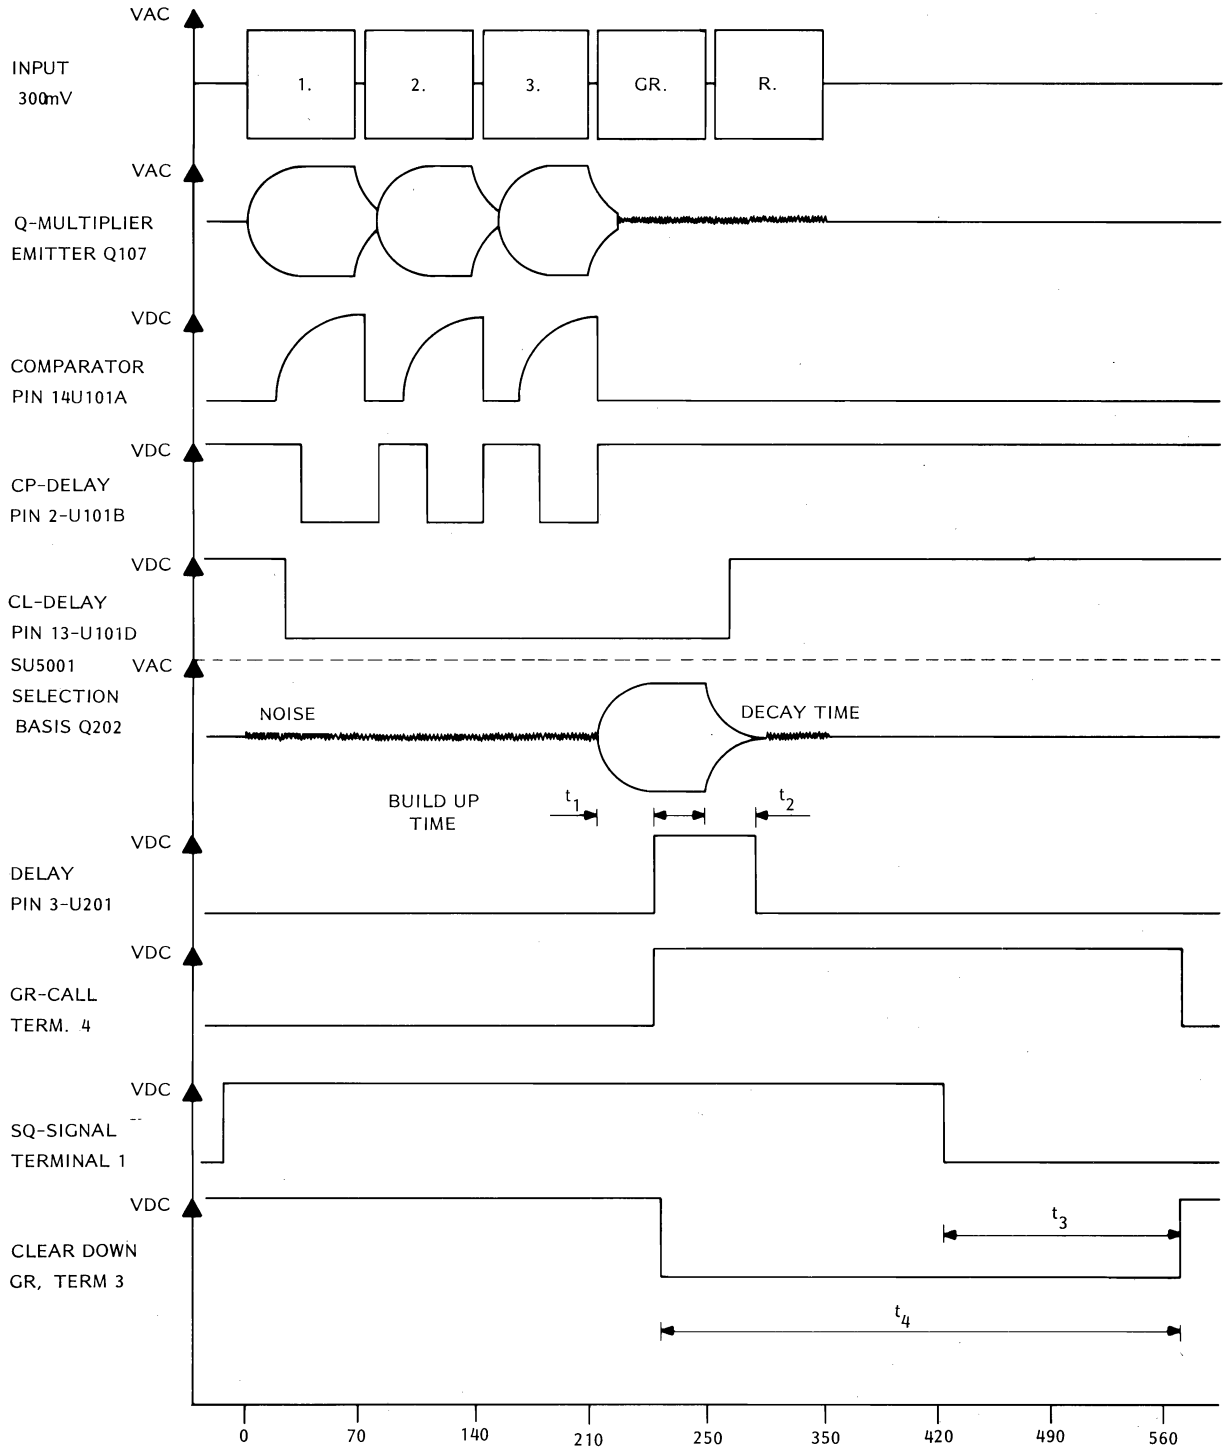 VAC
INPUT
300mV
1.
2.
3.
GR.
R.
VAC
Q-MULTIPLIER
EMITTER Q107
VDC
COMPARATOR
PIN 14U101A
VDC
CP-DELAY
PIN 2-U101B
VDC
CL-DELAY
PIN 13-U101D
SU5001 VAC
SELECTION
BASIS Q202
NOISE
DECAY TIME
BUILD UP
TIME
t1
t2
VDC
DELAY
PIN 3-U201
VDC
GR-CALL
TERM. 4
VDC
SQ-SIGNAL
TERMINAL 1
VDC
CLEAR DOWN
GR, TERM 3
t3
t4
0 70 140 210 250 350 420 490 560